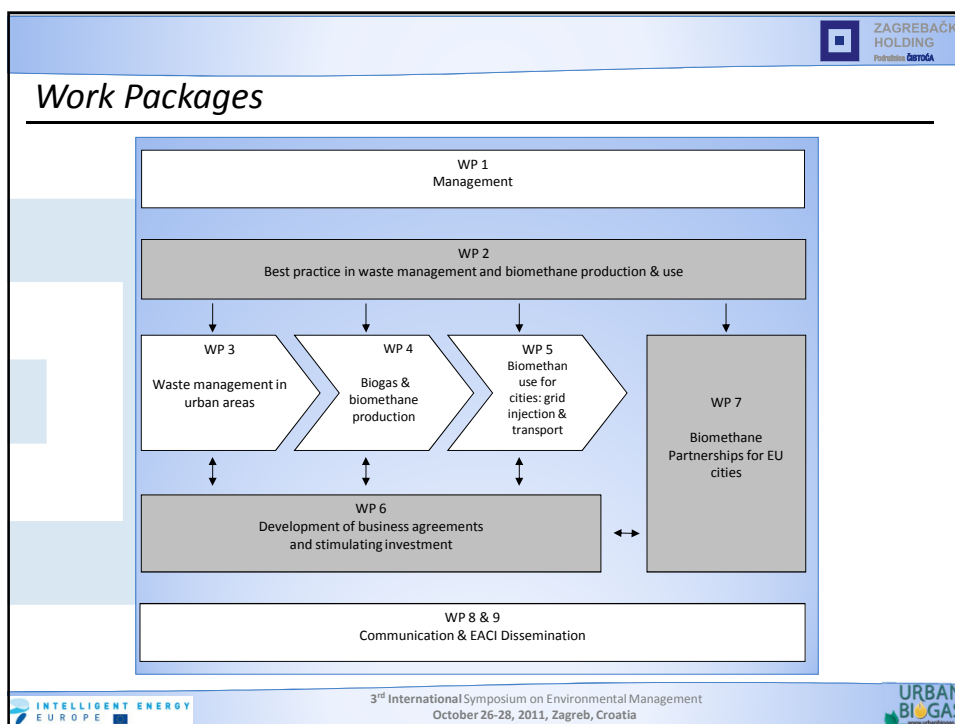 ZAGREBAČK
HOLDING
Podružnica ČISTOĆA
Work Packages
WP 1
Management
WP 2
Best practice in waste management and biomethane production & use
WP 3
Waste management in
urban areas
WP 4
Biogas &
biomethane
production
WP 5
Biomethan
use for
cities: grid
injection &
transport
WP 7
Biomethane
Partnerships for EU
cities
WP 6
Development of business agreements
and stimulating investment
WP 8 & 9
Communication & EACI Dissemination
INTELLIGENT ENERGY
EUROPE
3rd International Symposium on Environmental Management
October 26-28, 2011, Zagreb, Croatia
URBAN
BIOGAS